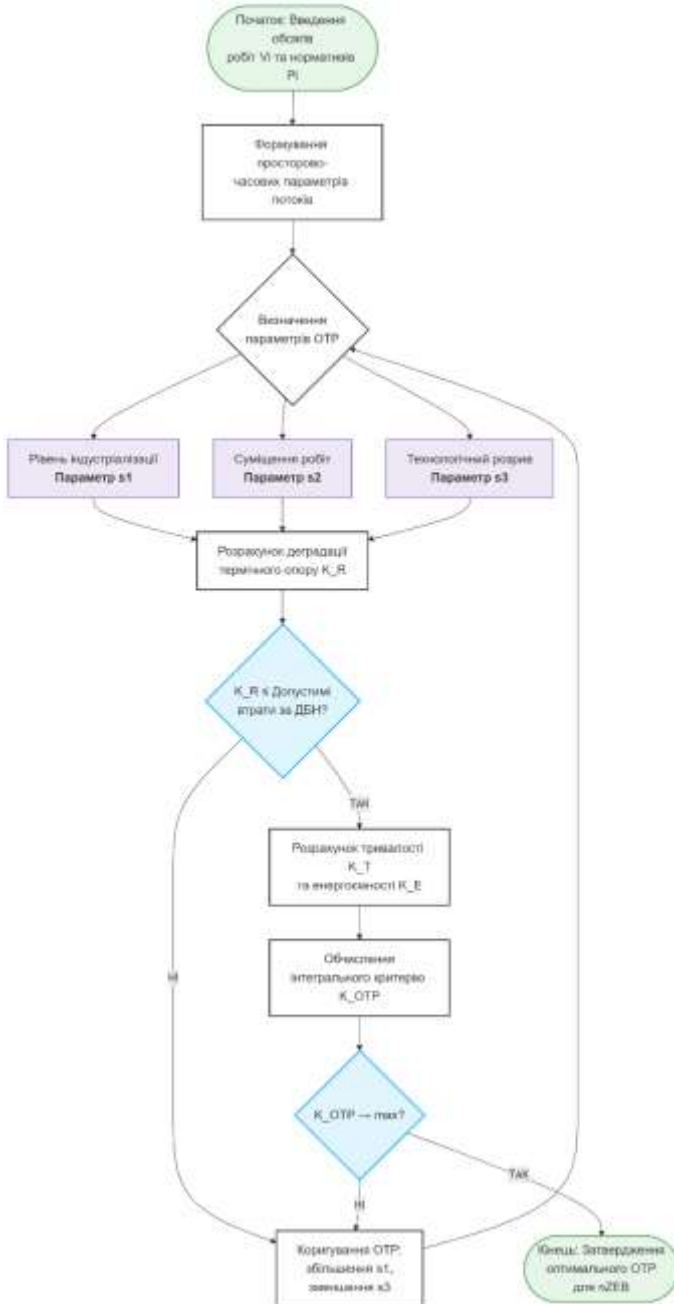 Початок: Введення
обсягів
робіт Vi та нормативів
Pi
Формування
просторово-
часових параметрів
потоків
Визначення
параметрів ОТР
Рівень індустріалізації
Параметр s1
Суміщення робіт
Параметр s2
Технологічний розрив
Параметр s3
Розрахунок деградації
термічного опору K_R
K_R ≤ Допустимі
втрати за ДБН?
ТАК
Розрахунок тривалості
K_T
та енергоємності K_E
НІ
Обчислення
інтегрального критерію
K_OTP
K_OTP → max?
ТАК
НІ
Коригування ОТР:
збільшення s1,
зменшення s3
Кінець: Затвердження
оптимального ОТР
для nZEB